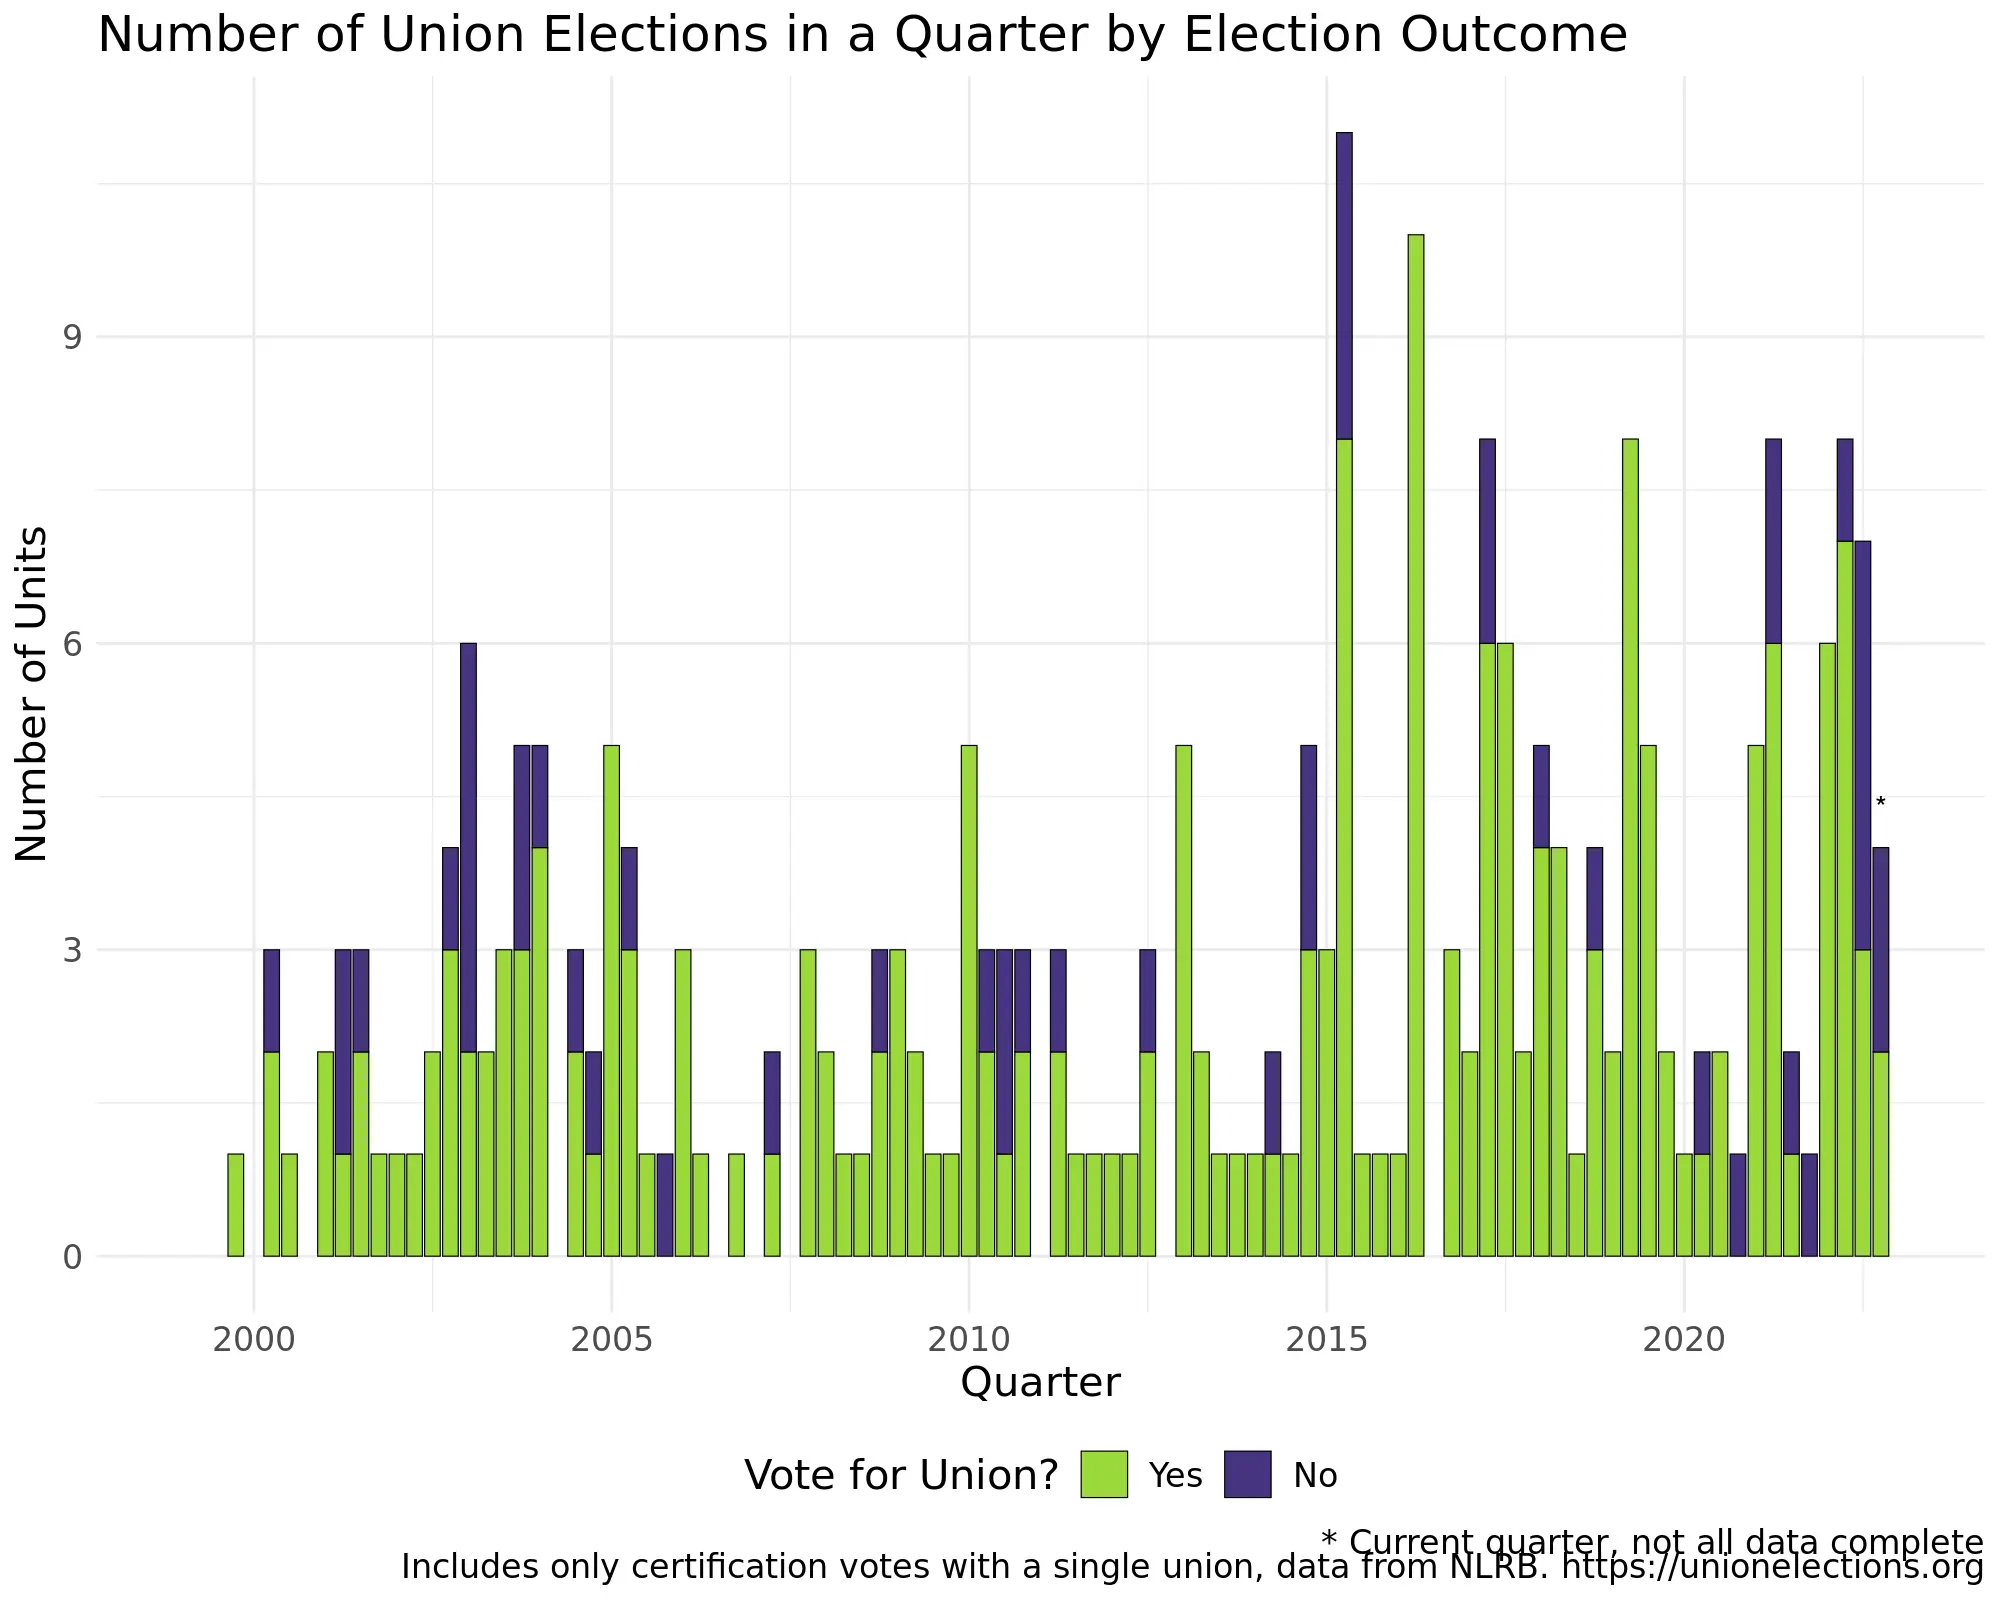 Number of Union Elections in a Quarter by Election Outcome
Number of Units
9
6
3
0
*
2000 2005 2010 2015 2020
Quarter
Vote for Union? Yes No
* Current quarter, not all data complete
Includes only certification votes with a single union, data from NLRB. https://unionelections.org